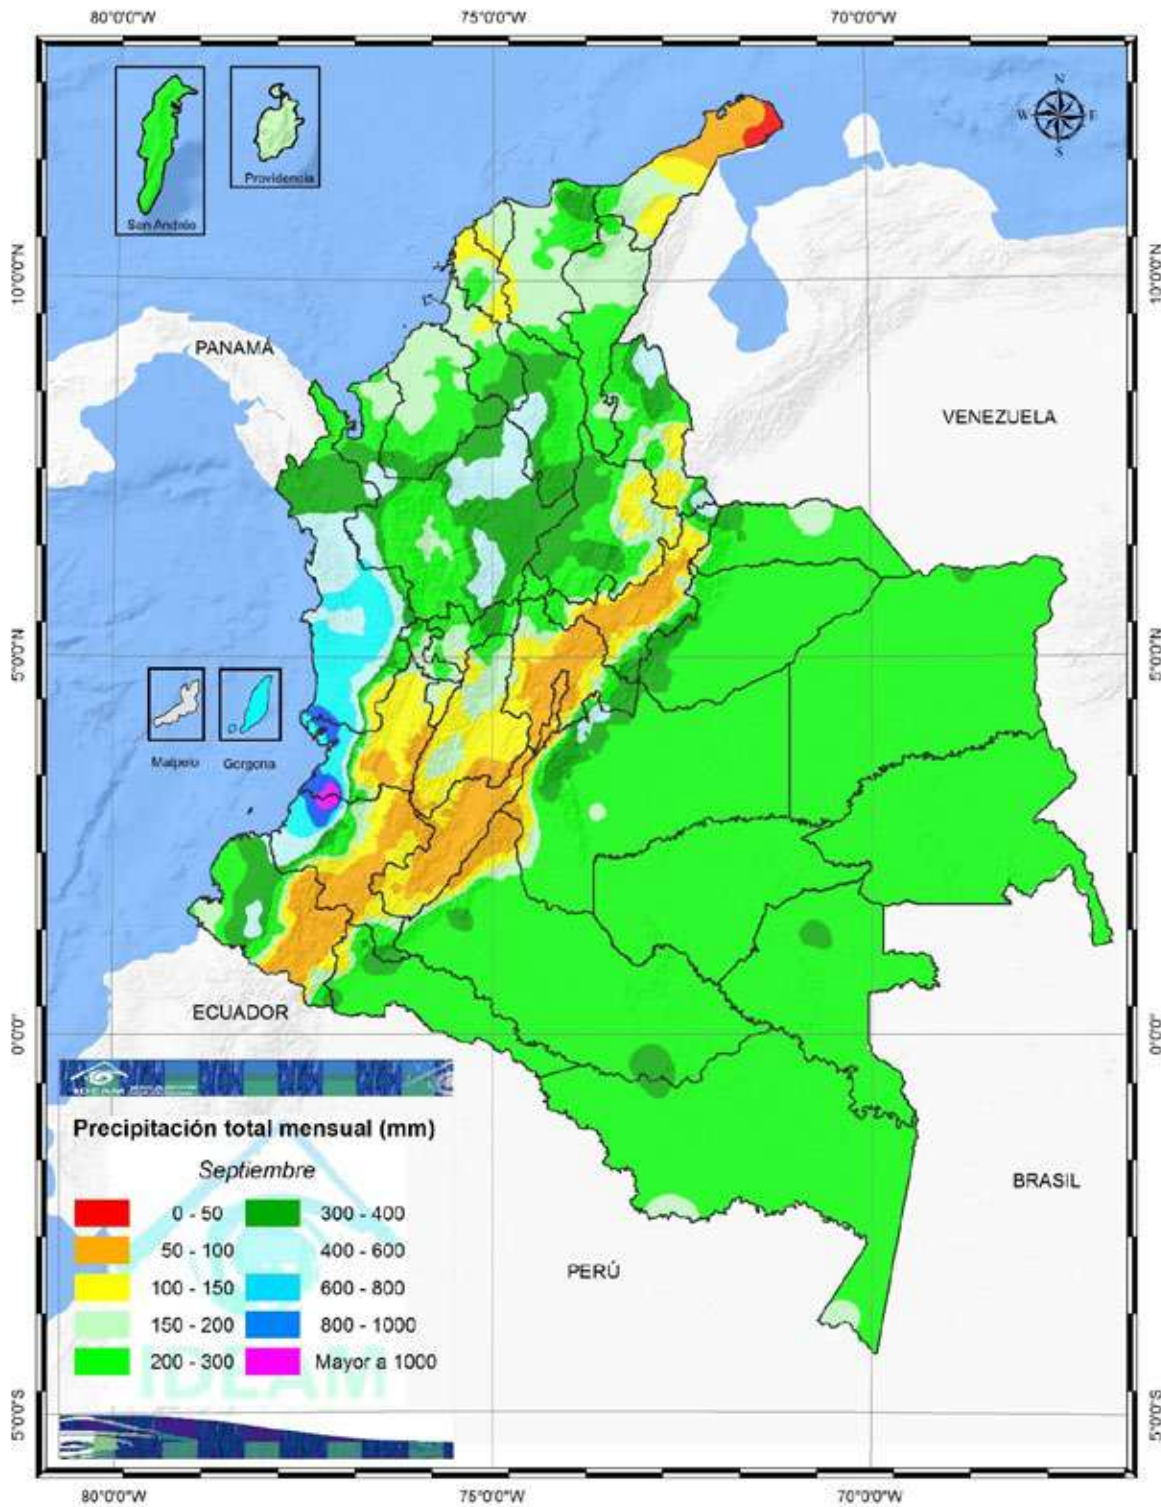 80°0'0"W 75°0'0"W 70°0'0"W
N
W E
S
San Andrés
Providencia
10°0'0"N 10°0'0"N
PANAMÁ
VENEZUELA
5°0'0"N 5°0'0"N
Malpelo Gorgona
ECUADOR
0°0'0" 0°0'0"
IDEAM
Precipitación total mensual (mm)
Septiembre
0 - 50 300 - 400
50 - 100 400 - 600
100 - 150 600 - 800
150 - 200 800 - 1000
200 - 300 Mayor a 1000
IDEAM
BRASIL
PERÚ
5°0'0"S 5°0'0"S
80°0'0"W 75°0'0"W 70°0'0"W